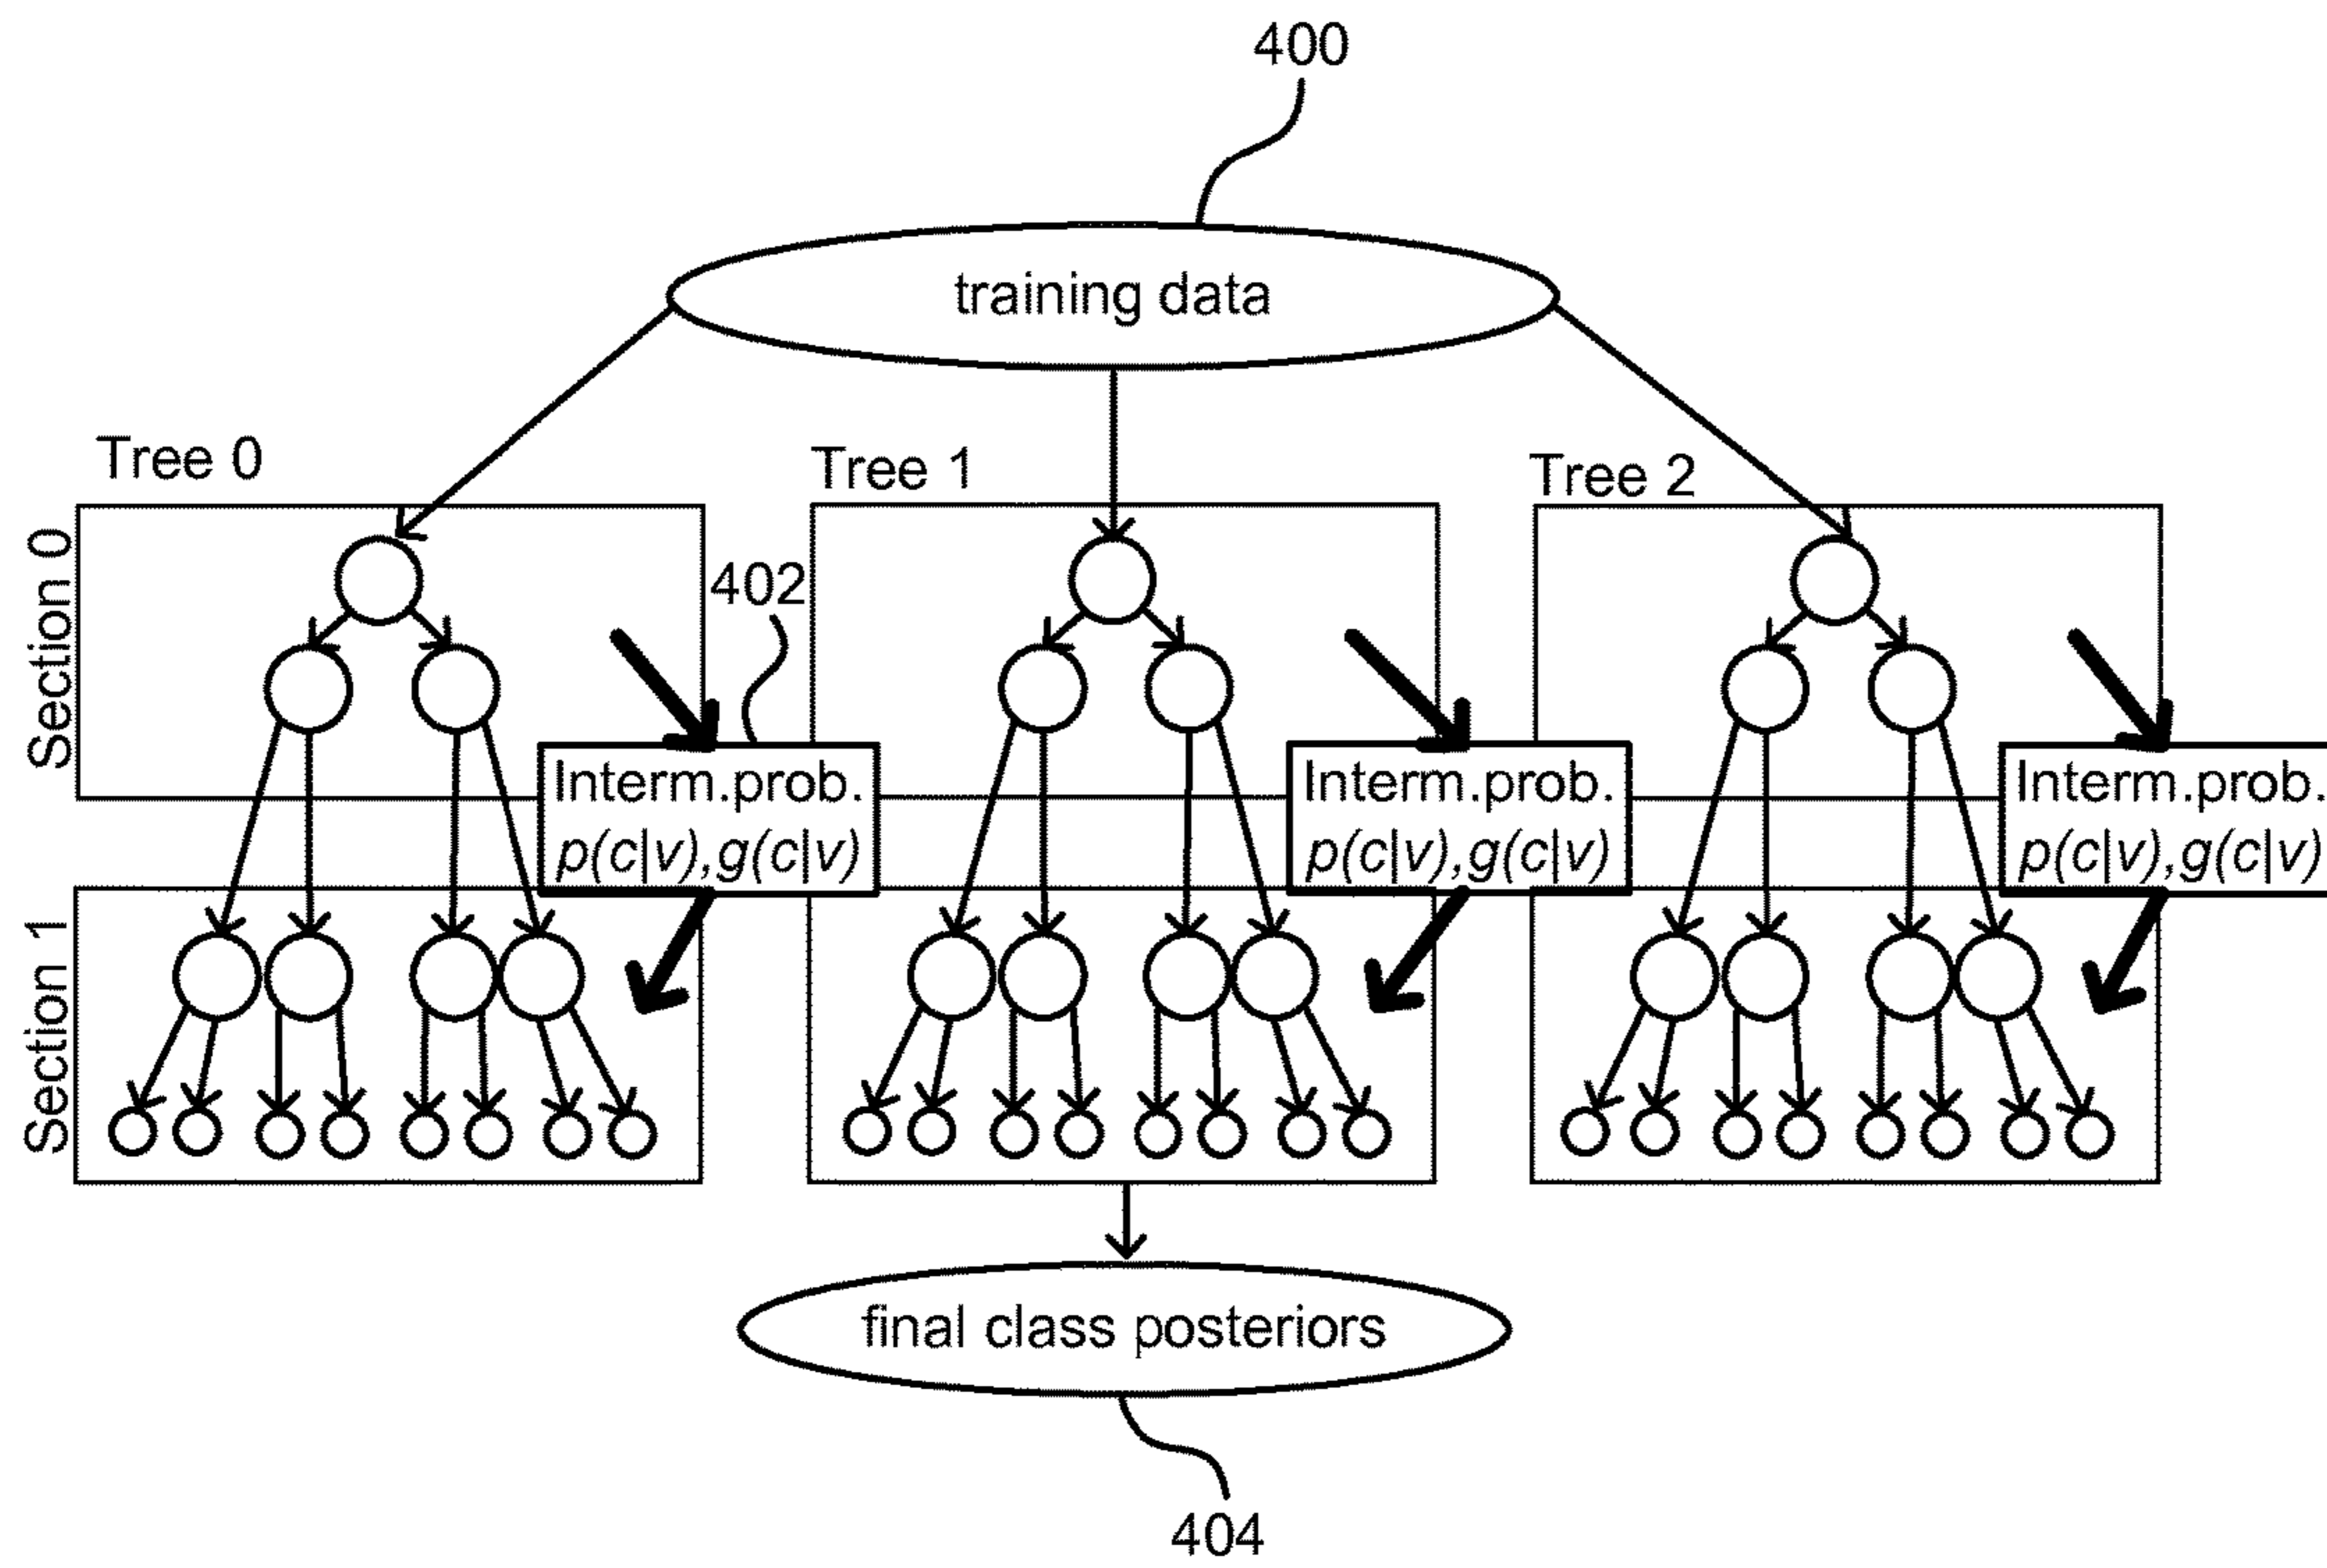 400
training data
Tree 0
Tree 1
Tree 2
Section 0
402
Interm.prob.
p(c|v),g(c|v)
Interm.prob.
p(c|v),g(c|v)
Interm.prob.
p(c|v),g(c|v)
Section 1
final class posteriors
404